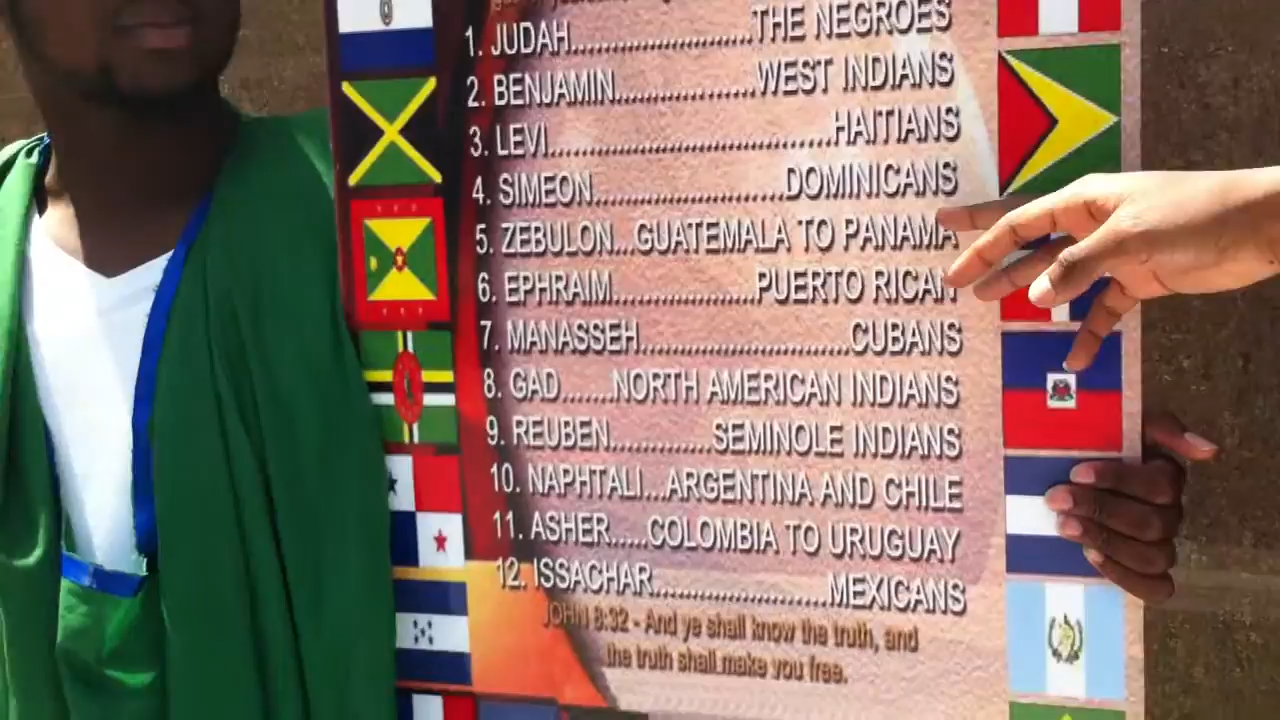 1. JUDAH..............................THE NEGROES
2. BENJAMIN.......................WEST INDIANS
3. LEVI.............................................HAITIANS
4. SIMEON..............................DOMINICANS
5. ZEBULON...GUATEMALA TO PANAMA
6. EPHRAIM.......................PUERTO RICAN
7. MANASSEH.................................CUBANS
8. GAD.......NORTH AMERICAN INDIANS
9. REUBEN................SEMINOLE INDIANS
10. NAPHTALI...ARGENTINA AND CHILE
11. ASHER.....COLOMBIA TO URUGUAY
12. ISSACHAR............................MEXICANS
JOHN 8:32 - And ye shall know the truth, and
the truth shall make you free.